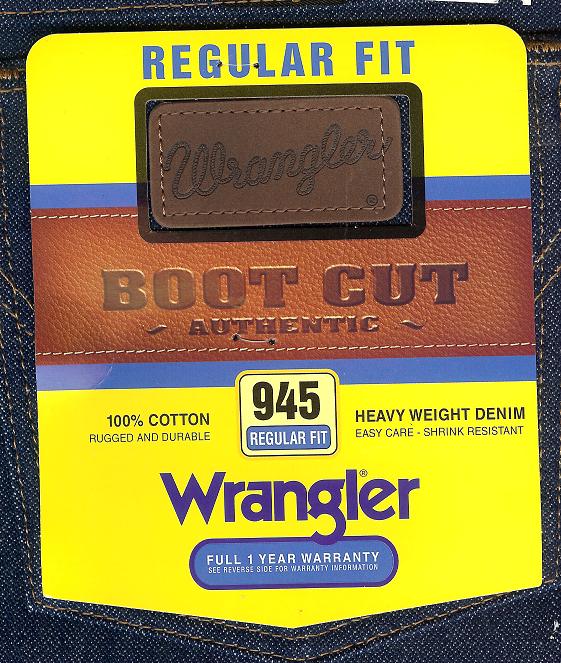 REGULAR FIT
Wrangler
®
BOOT CUT
~ AUTHENTIC ~
945
REGULAR FIT
100% COTTON
RUGGED AND DURABLE
HEAVY WEIGHT DENIM
EASY CARE - SHRINK RESISTANT
Wrangler®
FULL 1 YEAR WARRANTY
SEE REVERSE SIDE FOR WARRANTY INFORMATION